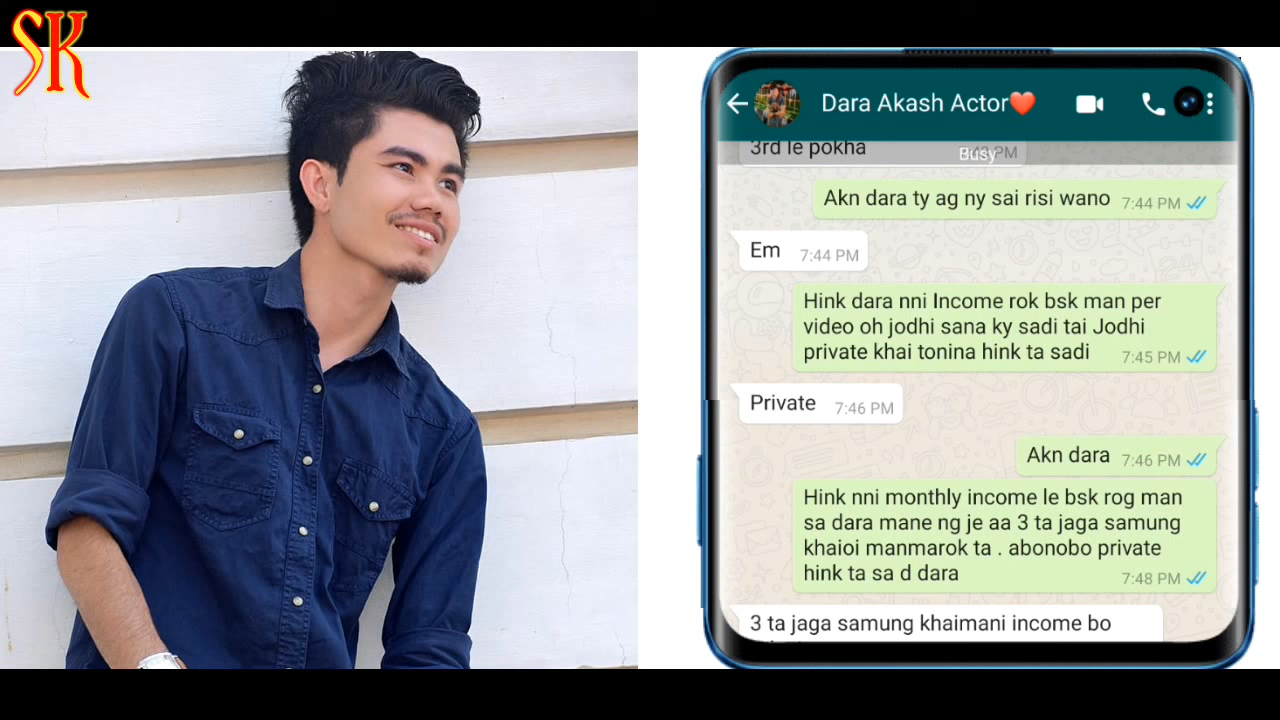 SK
Dara Akash Actor❤️
3rd le pokha
Busy
Akn dara ty ag ny sai risi wano 7:44 PM
Em 7:44 PM
Hink dara nni Income rok bsk man per
video oh jodhi sana ky sadi tai Jodhi
private khai tonina hink ta sadi 7:45 PM
Private 7:46 PM
Akn dara 7:46 PM
Hink nni monthly income le bsk rog man
sa dara mane ng je aa 3 ta jaga samung
khaioi manmarok ta . abonobo private
hink ta sa d dara 7:48 PM
3 ta jaga samung khaimani income bo